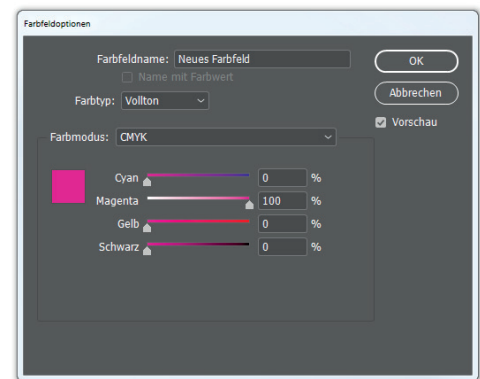 Farbfeldoptionen
Farbfeldname: Neues Farbfeld
Name mit Farbwert
Farbtyp: Vollton
Farbmodus: CMYK
Cyan 0 %
Magenta 100 %
Gelb 0 %
Schwarz 0 %
OK
Abbrechen
Vorschau